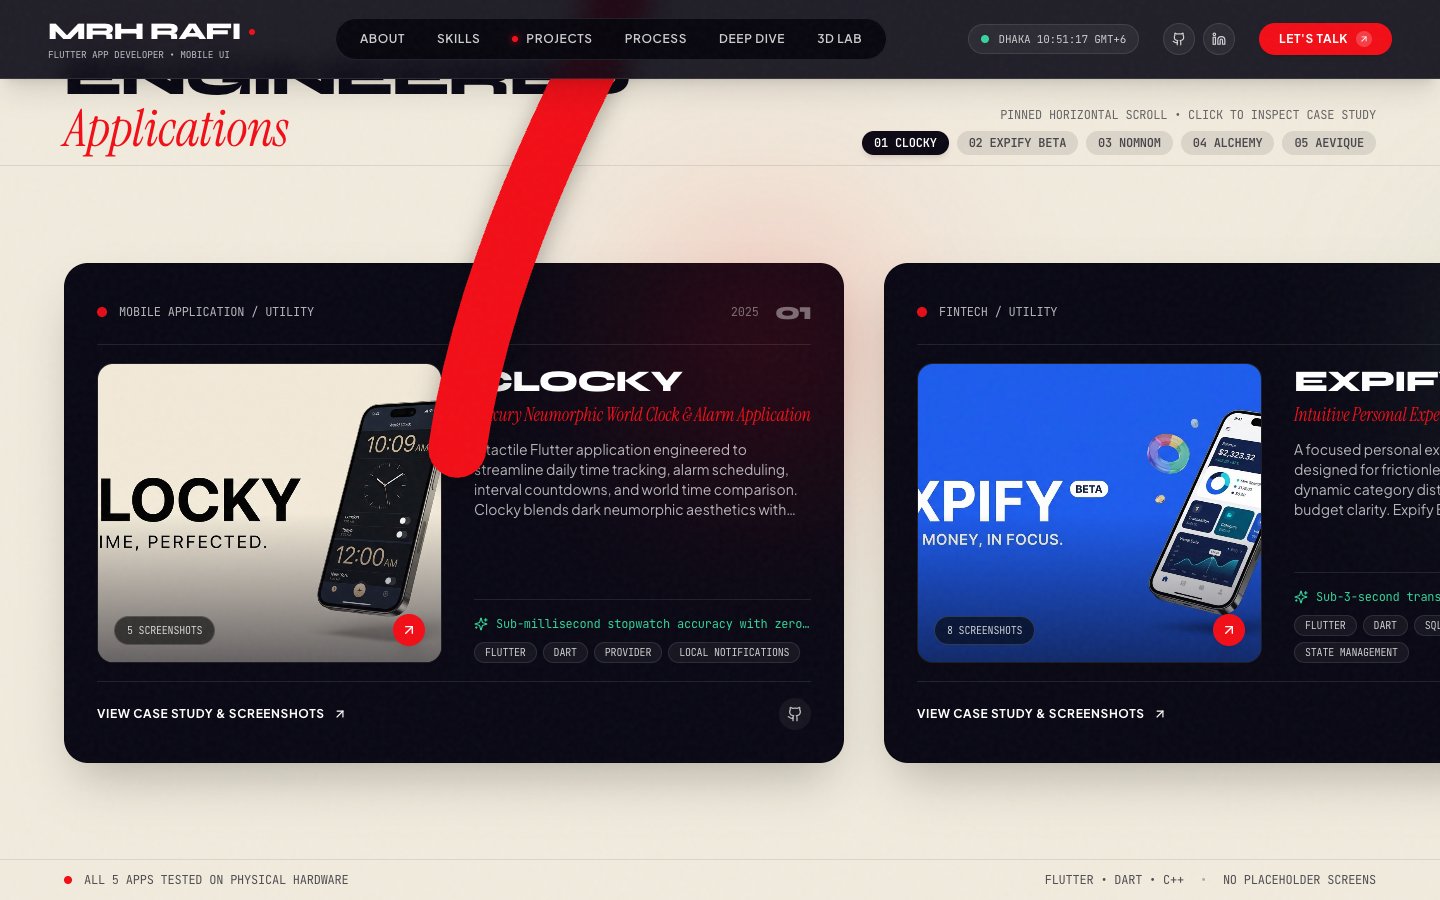 MRH RAFI
FLUTTER APP DEVELOPER • MOBILE UI
ABOUT
SKILLS
PROJECTS
PROCESS
DEEP DIVE
3D LAB
DHAKA 10:51:17 GMT+6
LET'S TALK
ENGINEERED
Applications
PINNED HORIZONTAL SCROLL • CLICK TO INSPECT CASE STUDY
01 CLOCKY
02 EXPIFY BETA
03 NOMNOM
04 ALCHEMY
05 AEVIQUE
MOBILE APPLICATION / UTILITY
2025
01
LOCKY
IME, PERFECTED.
10:09 AM
12:00 AM
5 SCREENSHOTS
CLOCKY
xury Neumorphic World Clock & Alarm Application
tactile Flutter application engineered to
streamline daily time tracking, alarm scheduling,
interval countdowns, and world time comparison.
Clocky blends dark neumorphic aesthetics with…
Sub-millisecond stopwatch accuracy with zero…
FLUTTER
DART
PROVIDER
LOCAL NOTIFICATIONS
VIEW CASE STUDY & SCREENSHOTS
FINTECH / UTILITY
XPIFY BETA
MONEY, IN FOCUS.
$2,323.32
8 SCREENSHOTS
EXPIF
Intuitive Personal Expe
A focused personal ex
designed for frictionle
dynamic category dist
budget clarity. Expify B
Sub-3-second trans
FLUTTER
DART
SQL
STATE MANAGEMENT
VIEW CASE STUDY & SCREENSHOTS
ALL 5 APPS TESTED ON PHYSICAL HARDWARE
FLUTTER • DART • C++ • NO PLACEHOLDER SCREENS